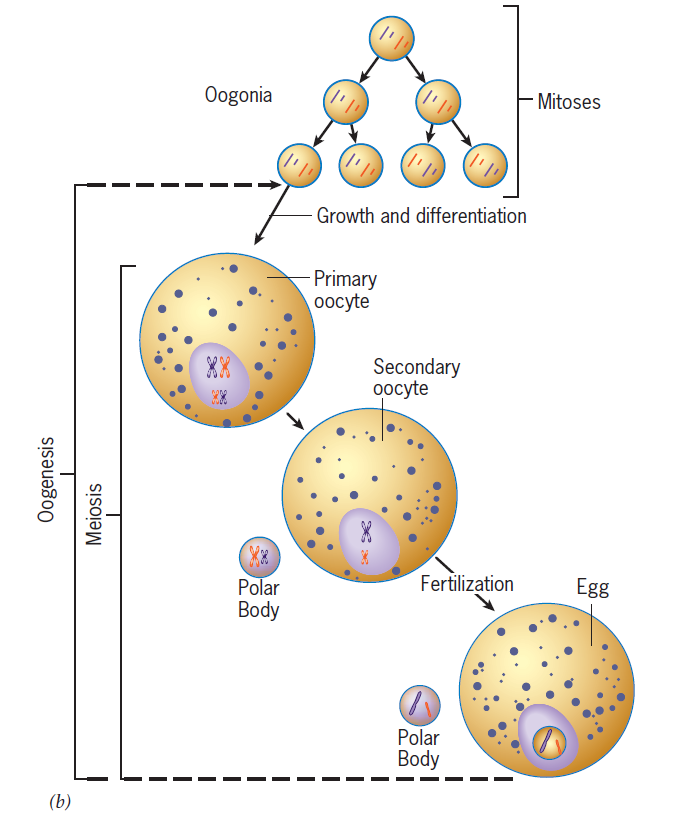 Oogonia
Mitoses
Growth and differentiation
Primary
oocyte
Secondary
oocyte
Oogenesis
Meiosis
Polar
Body
Fertilization
Egg
Polar
Body
(b)